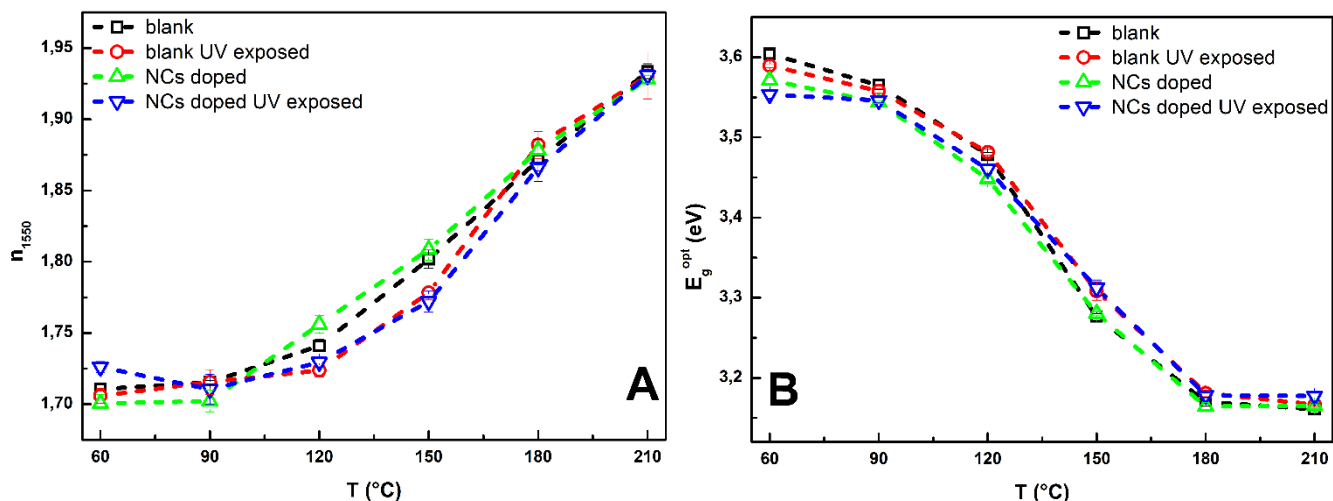 blank
blank UV exposed
NCs doped
NCs doped UV exposed
1,95
1,90
1,85
1,80
1,75
1,70
n1550
60 90 120 150 180 210
T (°C)
A
blank
blank UV exposed
NCs doped
NCs doped UV exposed
3,6
3,5
3,4
3,3
3,2
Eg opt (eV)
60 90 120 150 180 210
T (°C)
B